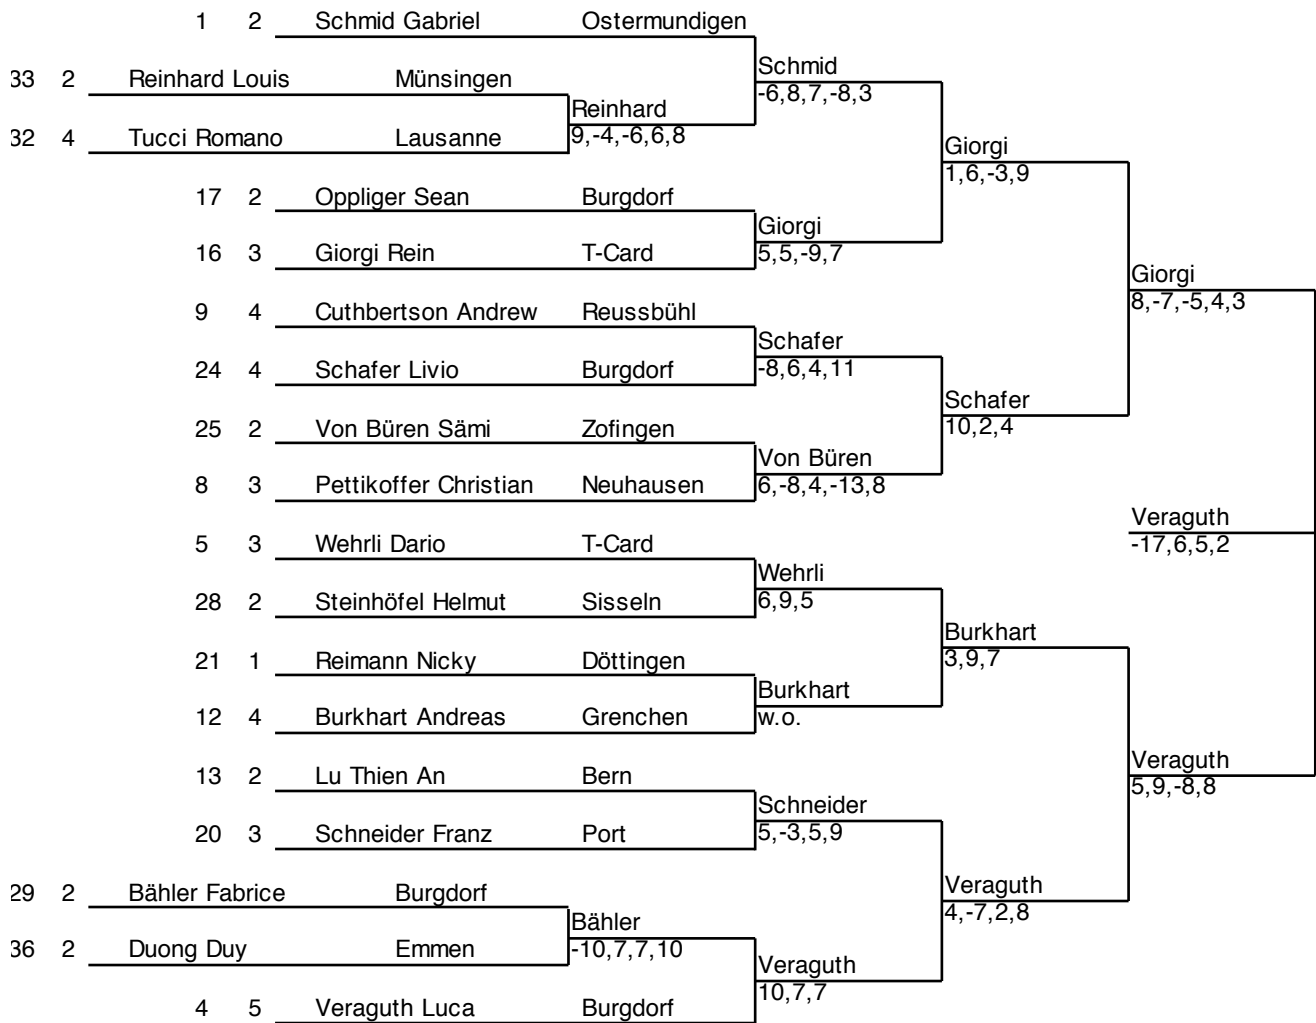 1 2 Schmid Gabriel Ostermundigen
Schmid
33 2 Reinhard Louis Münsingen
-6,8,7,-8,3
Reinhard
32 4 Tucci Romano Lausanne
9,-4,-6,6,8
Giorgi
1,6,-3,9
17 2 Oppliger Sean Burgdorf
Giorgi
16 3 Giorgi Rein T-Card
5,5,-9,7
Giorgi
8,-7,-5,4,3
9 4 Cuthbertson Andrew Reussbühl
Schafer
24 4 Schafer Livio Burgdorf
-8,6,4,11
Schafer
10,2,4
25 2 Von Büren Sämi Zofingen
Von Büren
8 3 Pettikoffer Christian Neuhausen
6,-8,4,-13,8
Veraguth
-17,6,5,2
5 3 Wehrli Dario T-Card
Wehrli
28 2 Steinhöfel Helmut Sisseln
6,9,5
Burkhart
3,9,7
21 1 Reimann Nicky Döttingen
Burkhart
12 4 Burkhart Andreas Grenchen
w.o.
Veraguth
5,9,-8,8
13 2 Lu Thien An Bern
Schneider
20 3 Schneider Franz Port
5,-3,5,9
Veraguth
4,-7,2,8
29 2 Bähler Fabrice Burgdorf
Bähler
36 2 Duong Duy Emmen
-10,7,7,10
Veraguth
10,7,7
4 5 Veraguth Luca Burgdorf